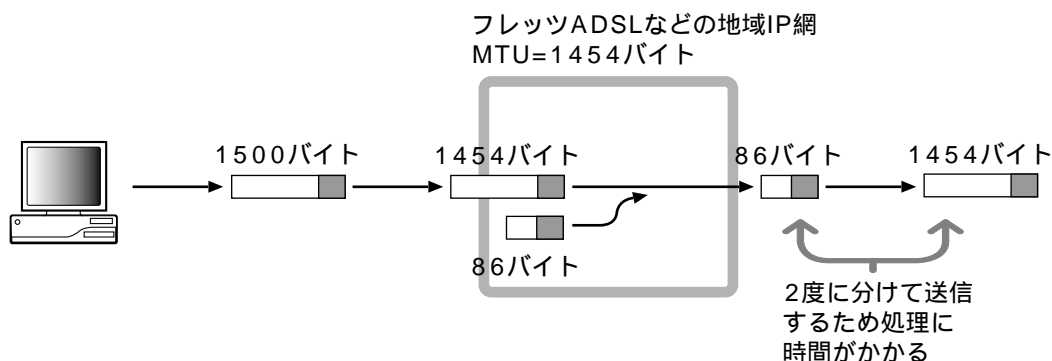 フレッツADSLなどの地域IP網
MTU=1454バイト
1500バイト
1454バイト
86バイト
1454バイト
86バイト
2度に分けて送信
するため処理に
時間がかかる